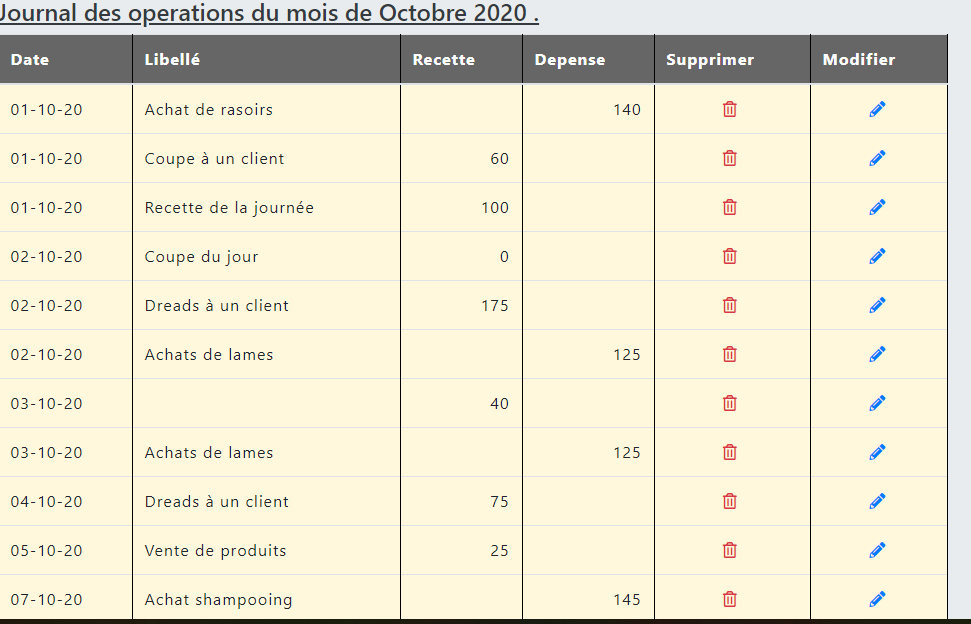 Journal des operations du mois de Octobre 2020 .
Date Libellé Recette Depense Supprimer Modifier
01-10-20 Achat de rasoirs 140
01-10-20 Coupe à un client 60
01-10-20 Recette de la journée 100
02-10-20 Coupe du jour 0
02-10-20 Dreads à un client 175
02-10-20 Achats de lames 125
03-10-20 40
03-10-20 Achats de lames 125
04-10-20 Dreads à un client 75
05-10-20 Vente de produits 25
07-10-20 Achat shampooing 145